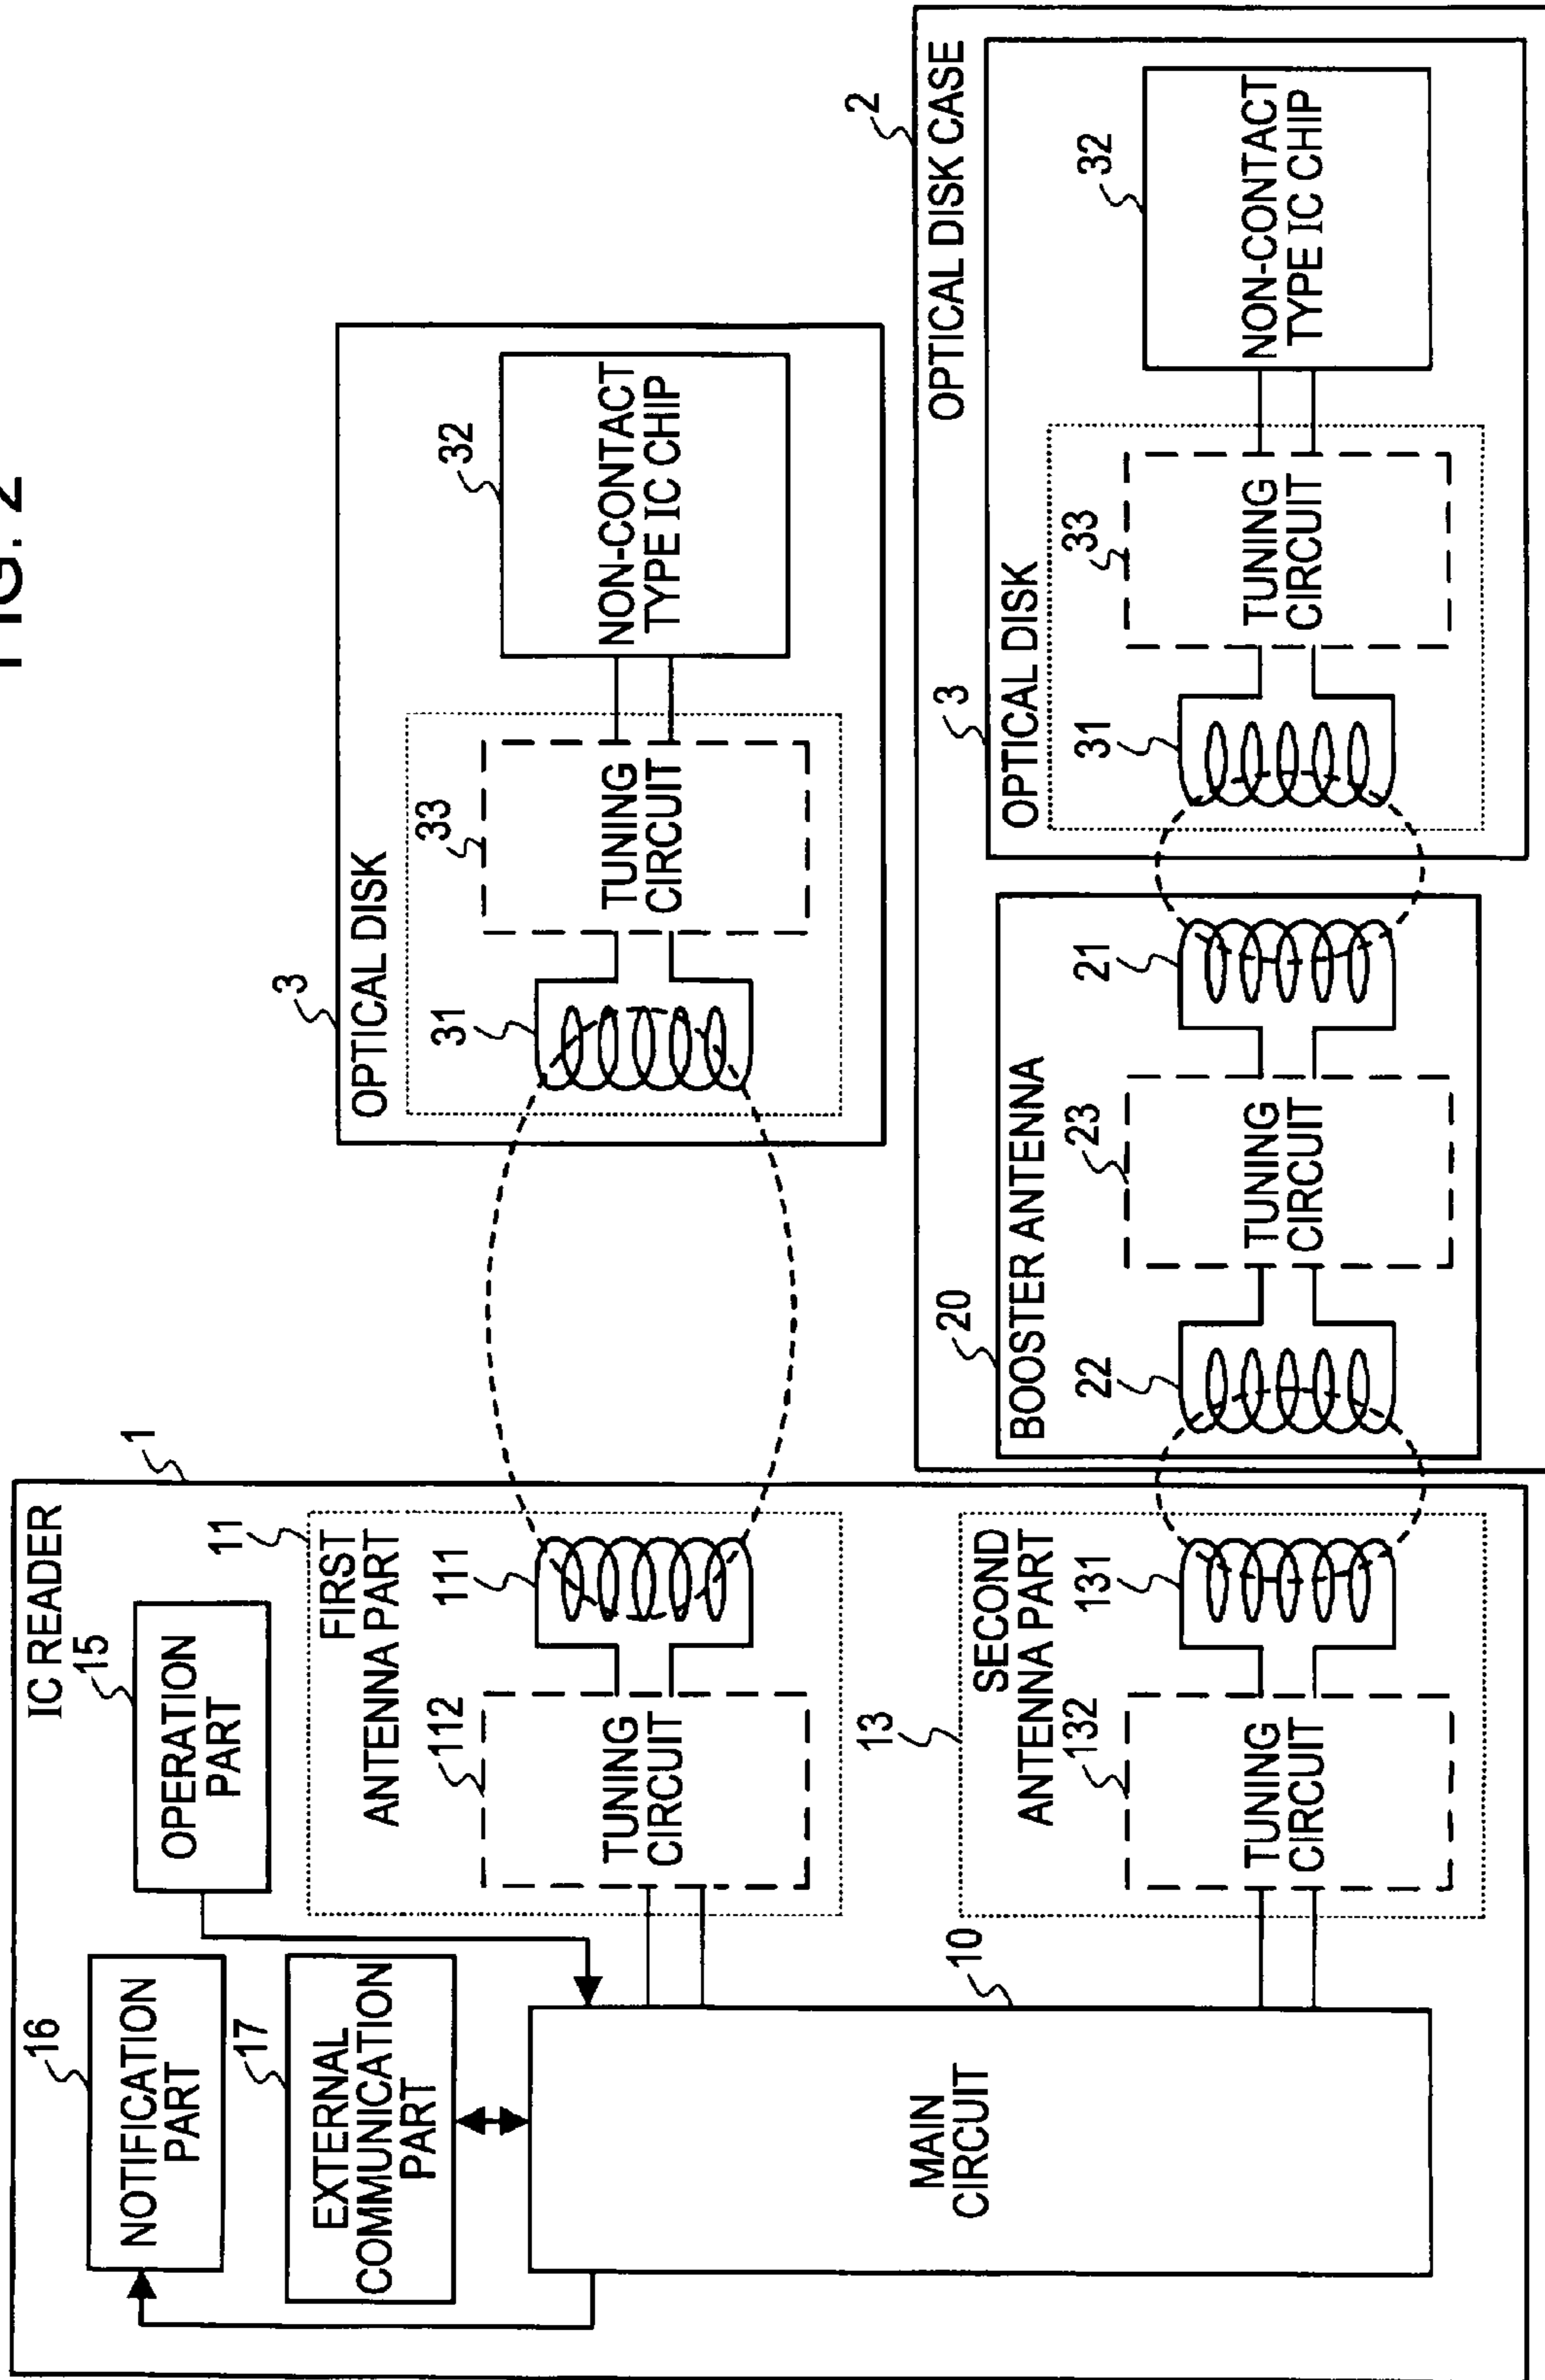 FIG. 2
IC READER
1
16
NOTIFICATION
PART
15
OPERATION
PART
17
EXTERNAL
COMMUNICATION
PART
11
FIRST
ANTENNA PART
112
TUNING
CIRCUIT
111
10
MAIN
CIRCUIT
13
SECOND
ANTENNA PART
132
TUNING
CIRCUIT
131
3
OPTICAL DISK
31
33
TUNING
CIRCUIT
32
NON-CONTACT
TYPE IC CHIP
2
OPTICAL DISK CASE
20
BOOSTER ANTENNA
22
23
TUNING
CIRCUIT
21
3
OPTICAL DISK
31
33
TUNING
CIRCUIT
32
NON-CONTACT
TYPE IC CHIP